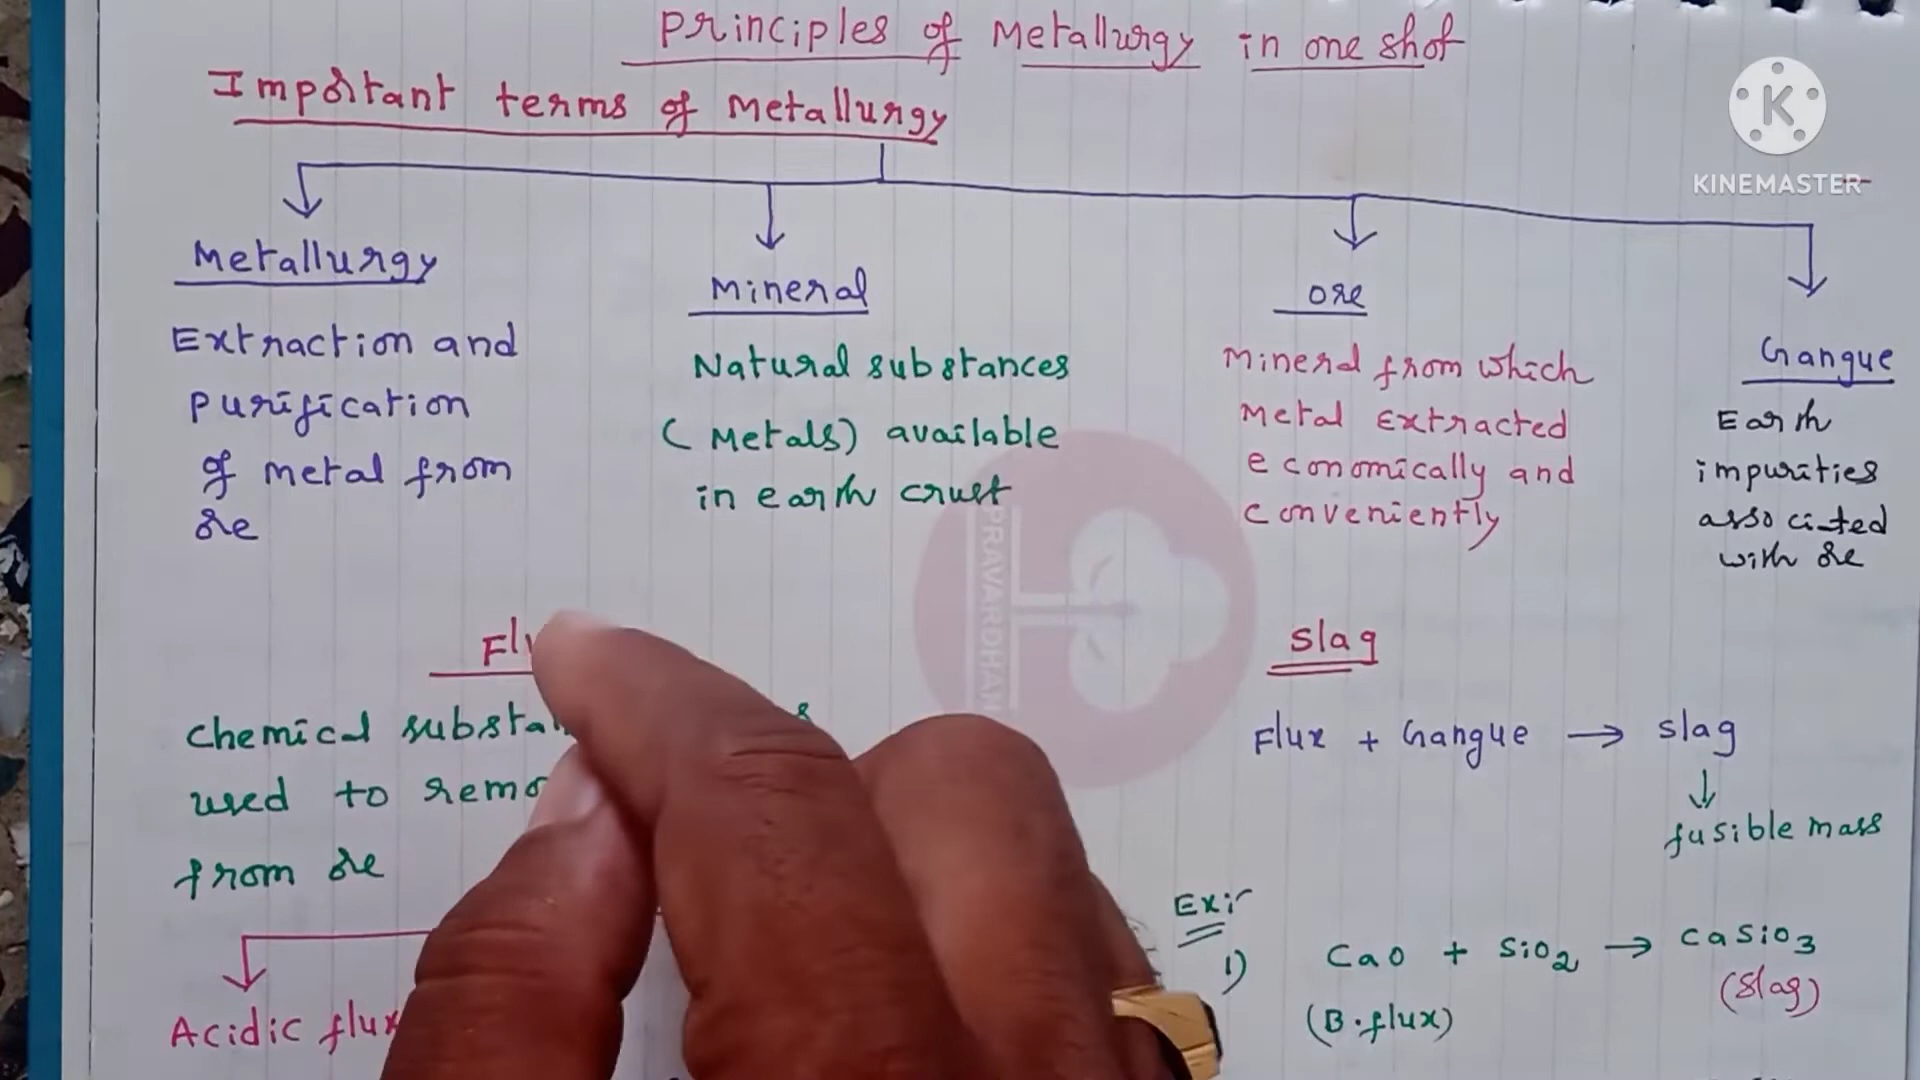 Principles of Metallurgy in one shot
Important terms of Metallurgy
KINEMASTER
Metallurgy
Extraction and
purification
of metal from
ore
Mineral
Natural substances
(Metals) available
in earth crust
ore
Mineral from which
Metal Extracted
economically and
conveniently
Gangue
Earth
impurities
associted
with ore
Chemical
used to
from ore
Acidic flux
Slag
Flux + Gangue → Slag
↓
fusible mass
Ex:-
1) CaO + SiO2 → CaSiO3
(B.flux) (Slag)
PRAVARDHAN